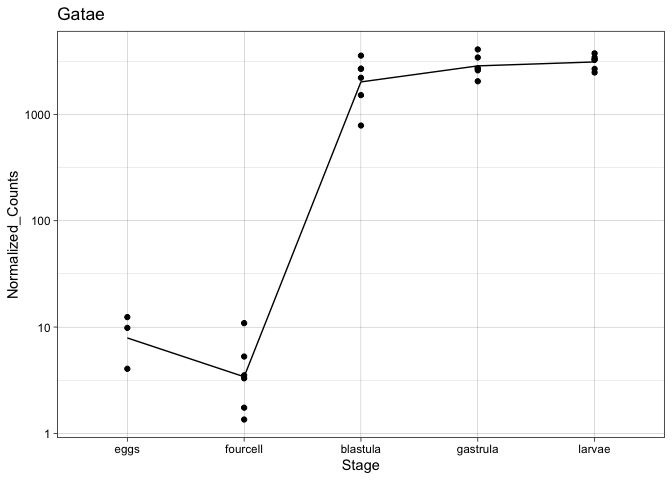 Gatae
Normalized_Counts
1000
100
10
1
eggs fourcell blastula gastrula larvae
Stage